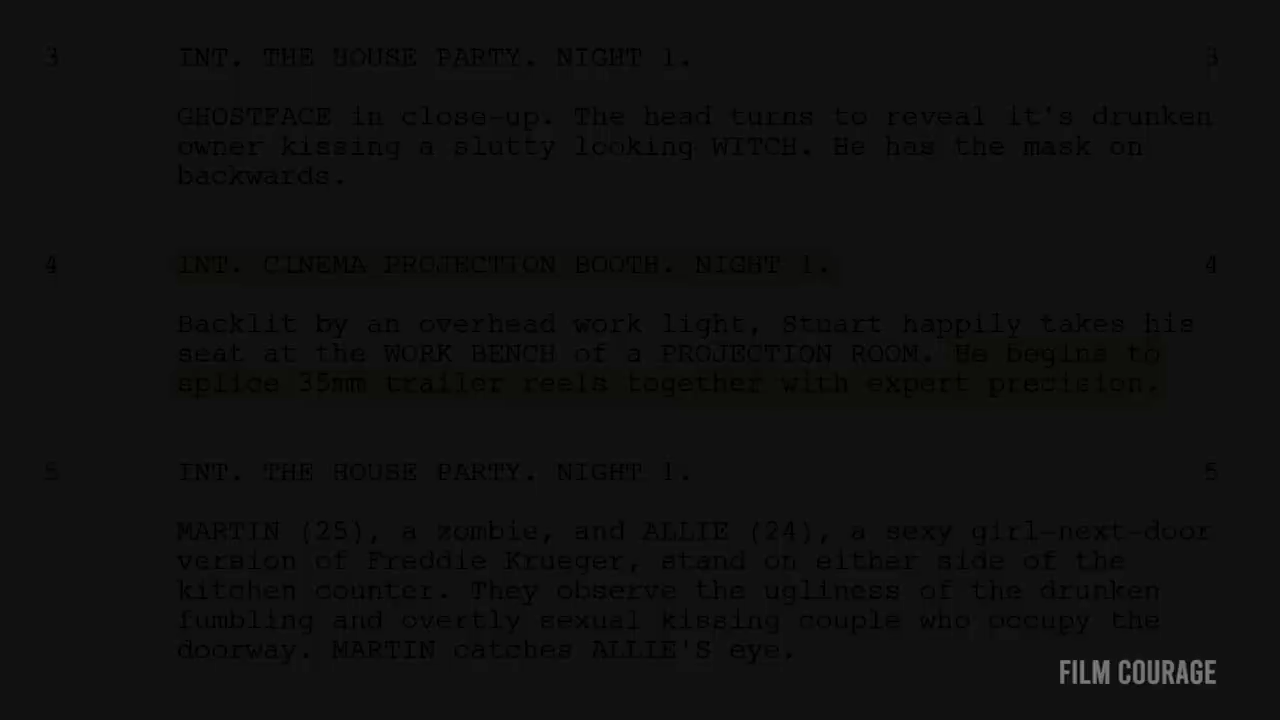 3 INT. THE HOUSE PARTY. NIGHT 1. 3
GHOSTFACE in close-up. The head turns to reveal it's drunken
owner kissing a slutty looking WITCH. He has the mask on
backwards.
4 INT. CINEMA PROJECTION BOOTH. NIGHT 1. 4
Backlit by an overhead work light, Stuart happily takes his
seat at the WORK BENCH of a PROJECTION ROOM. He begins to
splice 35mm trailer reels together with expert precision.
5 INT. THE HOUSE PARTY. NIGHT 1. 5
MARTIN (25), a zombie, and ALLIE (24), a sexy girl-next-door
version of Freddie Krueger, stand on either side of the
kitchen counter. They observe the ugliness of the drunken
fumbling and overtly sexual kissing couple who occupy the
doorway. MARTIN catches ALLIE'S eye.
FILM COURAGE